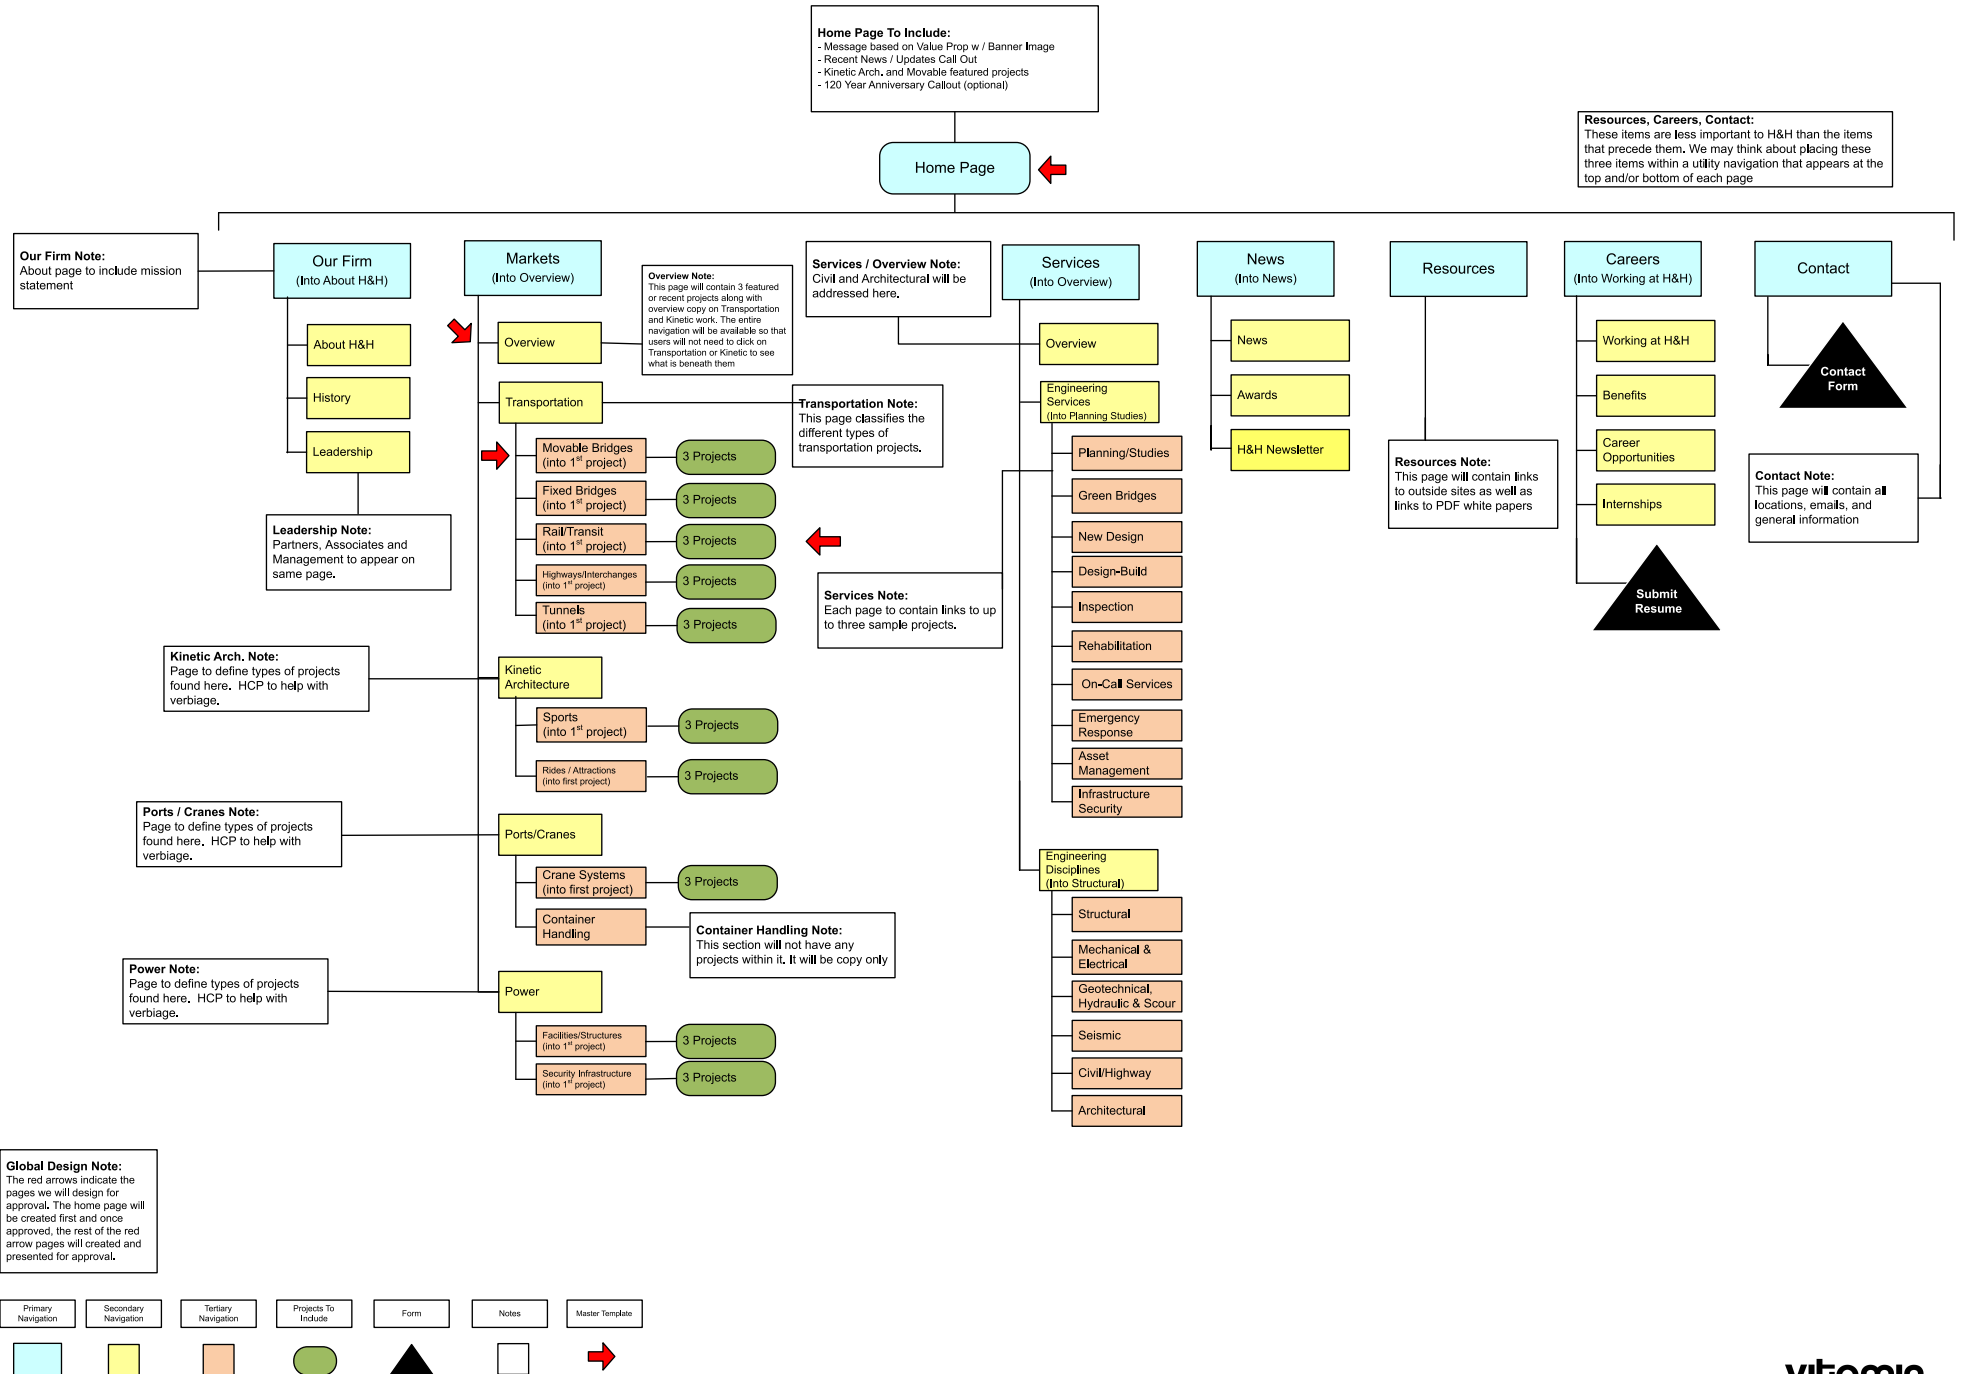 Home Page To Include:
- Message based on Value Prop w / Banner Image
- Recent News / Updates Call Out
- Kinetic Arch. and Movable featured projects
- 120 Year Anniversary Callout (optional)
Resources, Careers, Contact:
These items are less important to H&H than the items
that precede them. We may think about placing these
three items within a utility navigation that appears at the
top and/or bottom of each page
Home Page
Our Firm Note:
About page to include mission
statement
Our Firm
(Into About H&H)
About H&H
History
Leadership
Leadership Note:
Partners, Associates and
Management to appear on
same page.
Markets
(Into Overview)
Overview
Overview Note:
This page will contain 3 featured
or recent projects along with
overview copy on Transportation
and Kinetic work. The entire
navigation will be available so that
users will not need to click on
Transportation or Kinetic to see
what is beneath them
Transportation
Transportation Note:
This page classifies the
different types of
transportation projects.
Movable Bridges
(into 1st project)
3 Projects
Fixed Bridges
(into 1st project)
3 Projects
Rail/Transit
(into 1st project)
3 Projects
Highways/Interchanges
(into 1st project)
3 Projects
Tunnels
(into 1st project)
3 Projects
Kinetic Arch. Note:
Page to define types of projects
found here. HCP to help with
verbiage.
Kinetic
Architecture
Sports
(into 1st project)
3 Projects
Rides / Attractions
(into first project)
3 Projects
Ports / Cranes Note:
Page to define types of projects
found here. HCP to help with
verbiage.
Ports/Cranes
Crane Systems
(into first project)
3 Projects
Container
Handling
Container Handling Note:
This section will not have any
projects within it. It will be copy only
Power Note:
Page to define types of projects
found here. HCP to help with
verbiage.
Power
Facilities/Structures
(into 1st project)
3 Projects
Security Infrastructure
(into 1st project)
3 Projects
Services / Overview Note:
Civil and Architectural will be
addressed here.
Services
(Into Overview)
Overview
Engineering
Services
(Into Planning Studies)
Planning/Studies
Green Bridges
New Design
Design-Build
Inspection
Rehabilitation
On-Call Services
Emergency
Response
Asset
Management
Infrastructure
Security
Services Note:
Each page to contain links to up
to three sample projects.
Engineering
Disciplines
(Into Structural)
Structural
Mechanical &
Electrical
Geotechnical,
Hydraulic & Scour
Seismic
Civil/Highway
Architectural
News
(Into News)
News
Awards
H&H Newsletter
Resources
Resources Note:
This page will contain links
to outside sites as well as
links to PDF white papers
Careers
(Into Working at H&H)
Working at H&H
Benefits
Career
Opportunities
Internships
Submit
Resume
Contact
Contact
Form
Contact Note:
This page will contain all
locations, emails, and
general information
Global Design Note:
The red arrows indicate the
pages we will design for
approval. The home page will
be created first and once
approved, the rest of the red
arrow pages will created and
presented for approval.
Primary
Navigation
Secondary
Navigation
Tertiary
Navigation
Projects To
Include
Form
Notes
Master Template